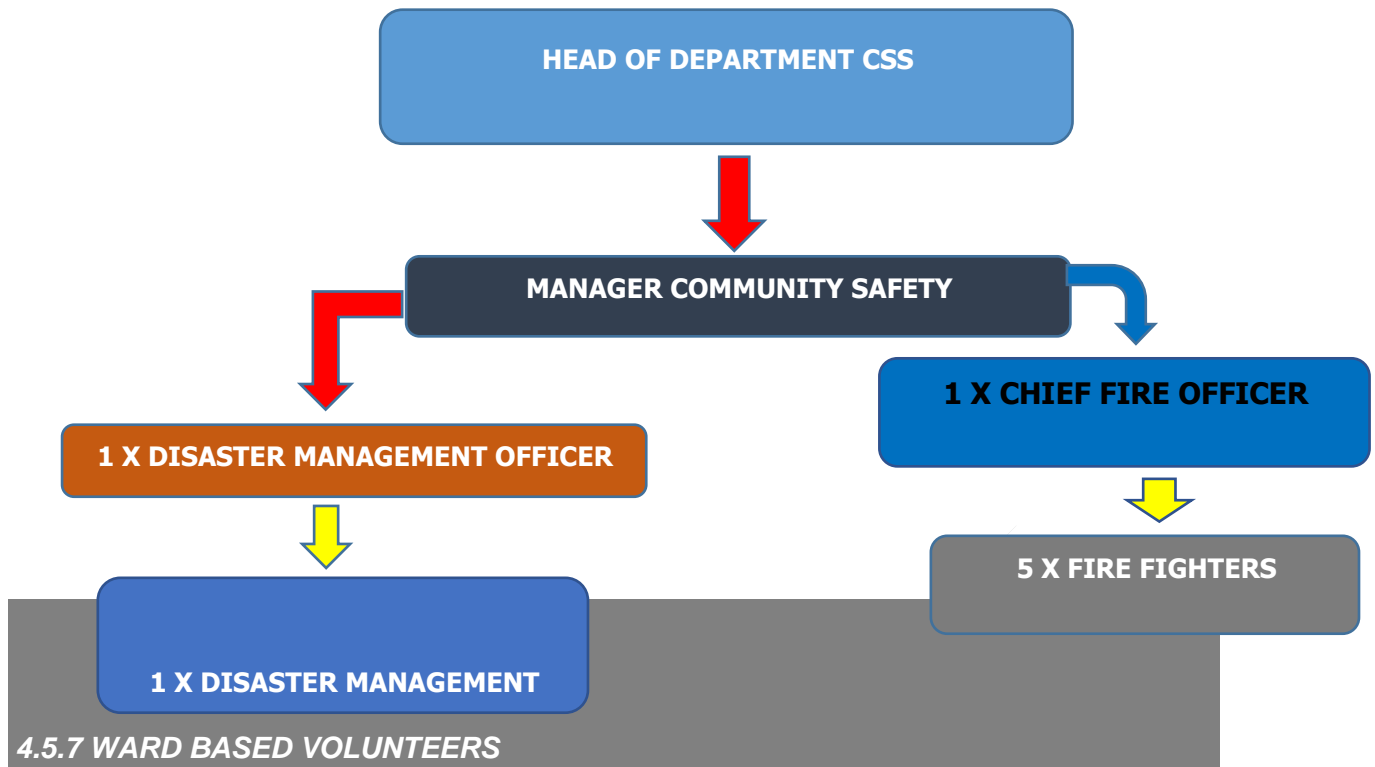 HEAD OF DEPARTMENT CSS
MANAGER COMMUNITY SAFETY
1 X CHIEF FIRE OFFICER
1 X DISASTER MANAGEMENT OFFICER
5 X FIRE FIGHTERS
1 X DISASTER MANAGEMENT
4.5.7 WARD BASED VOLUNTEERS